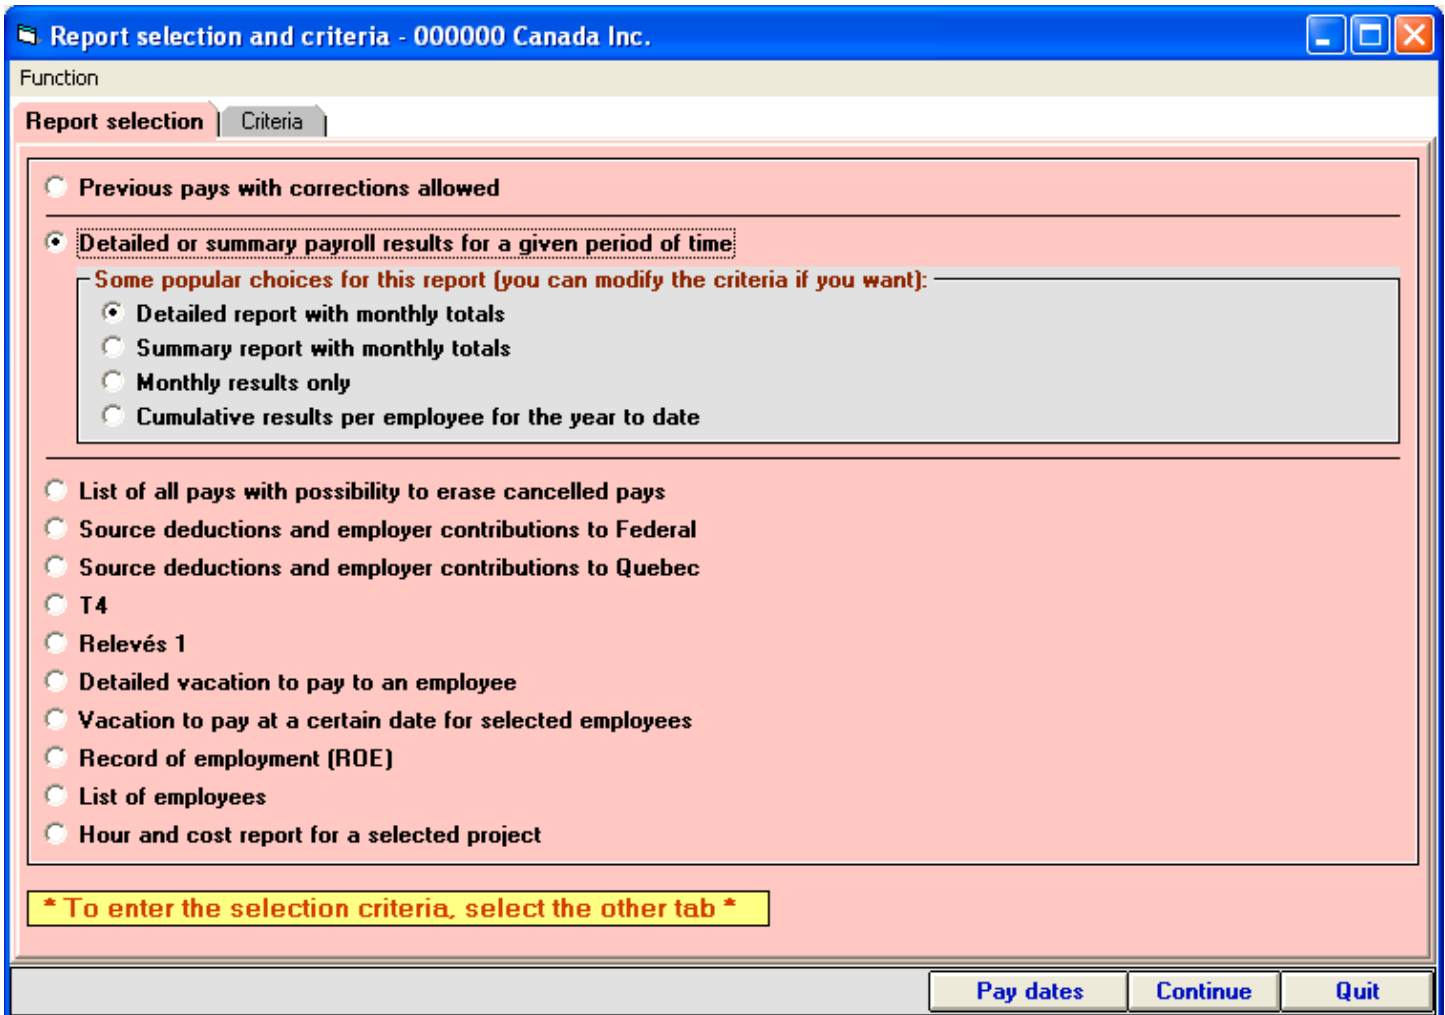 Report selection and criteria - 000000 Canada Inc.
Function
Report selection Criteria
Previous pays with corrections allowed
Detailed or summary payroll results for a given period of time
Some popular choices for this report (you can modify the criteria if you want):
Detailed report with monthly totals
Summary report with monthly totals
Monthly results only
Cumulative results per employee for the year to date
List of all pays with possibility to erase cancelled pays
Source deductions and employer contributions to Federal
Source deductions and employer contributions to Quebec
T4
Relevés 1
Detailed vacation to pay to an employee
Vacation to pay at a certain date for selected employees
Record of employment (ROE)
List of employees
Hour and cost report for a selected project
* To enter the selection criteria, select the other tab *
Pay dates Continue Quit